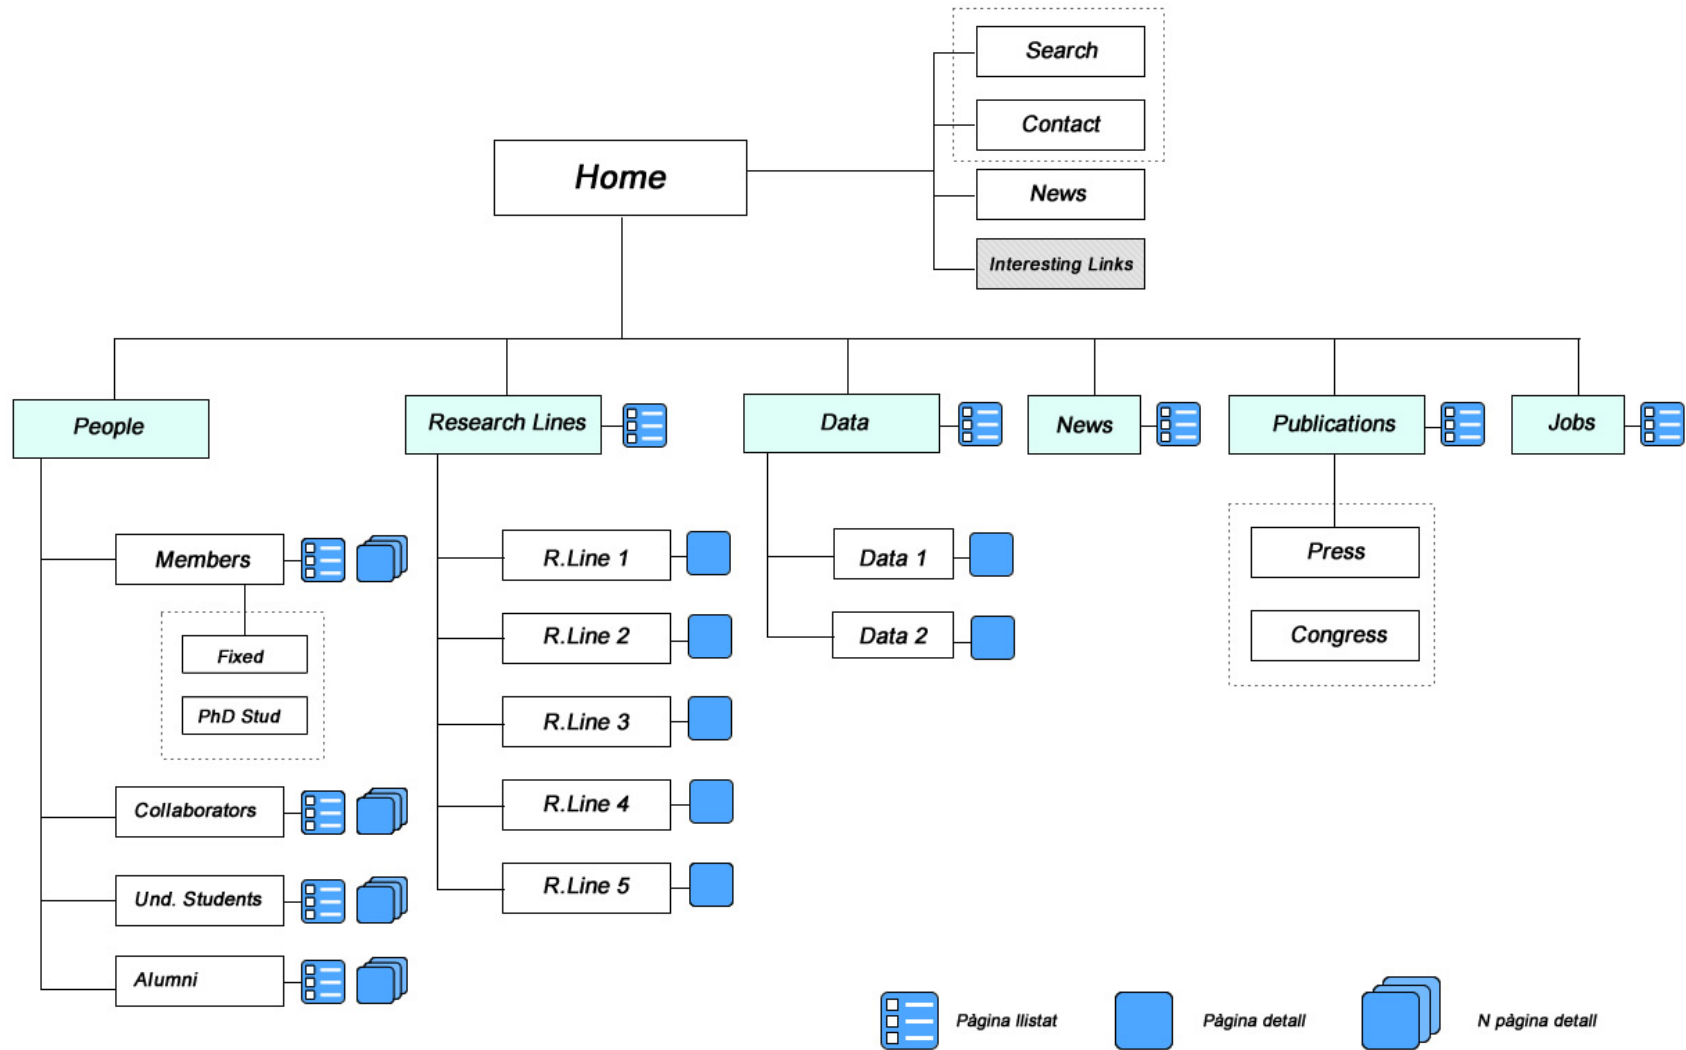 Search
Contact
Home
News
Interesting Links
People
Research Lines
Data
News
Publications
Jobs
Members
R.Line 1
Data 1
Press
Fixed
R.Line 2
Data 2
Congress
PhD Stud
R.Line 3
Collaborators
R.Line 4
Und. Students
R.Line 5
Alumni
Pàgina llistat
Pàgina detall
N pàgina detall